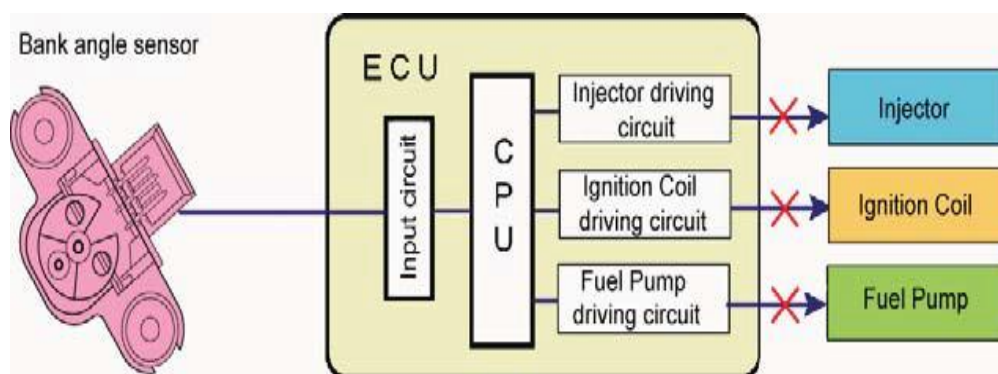 Bank angle sensor
E C U
Input circuit
C
P
U
Injector driving
circuit
Ignition Coil
driving circuit
Fuel Pump
driving circuit
Injector
Ignition Coil
Fuel Pump